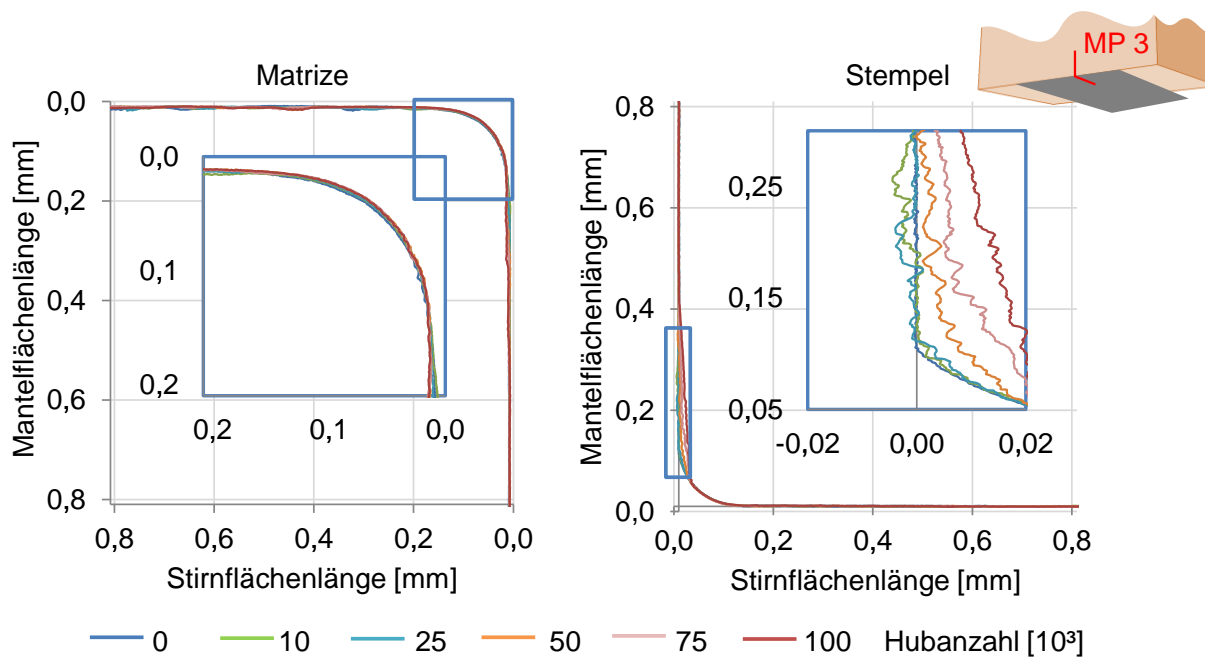 MP 3
Matrize
Stempel
Mantelflächenlänge [mm]
0,0
0,2
0,4
0,6
0,8
0,0
0,1
0,2
0,2 0,1 0,0
0,8 0,6 0,4 0,2 0,0
Stirnflächenlänge [mm]
Mantelflächenlänge [mm]
0,8
0,6
0,4
0,2
0,0
0,25
0,15
0,05
-0,02 0,00 0,02
0,0 0,2 0,4 0,6 0,8
Stirnflächenlänge [mm]
0 10 25 50 75 100 Hubanzahl [10³]